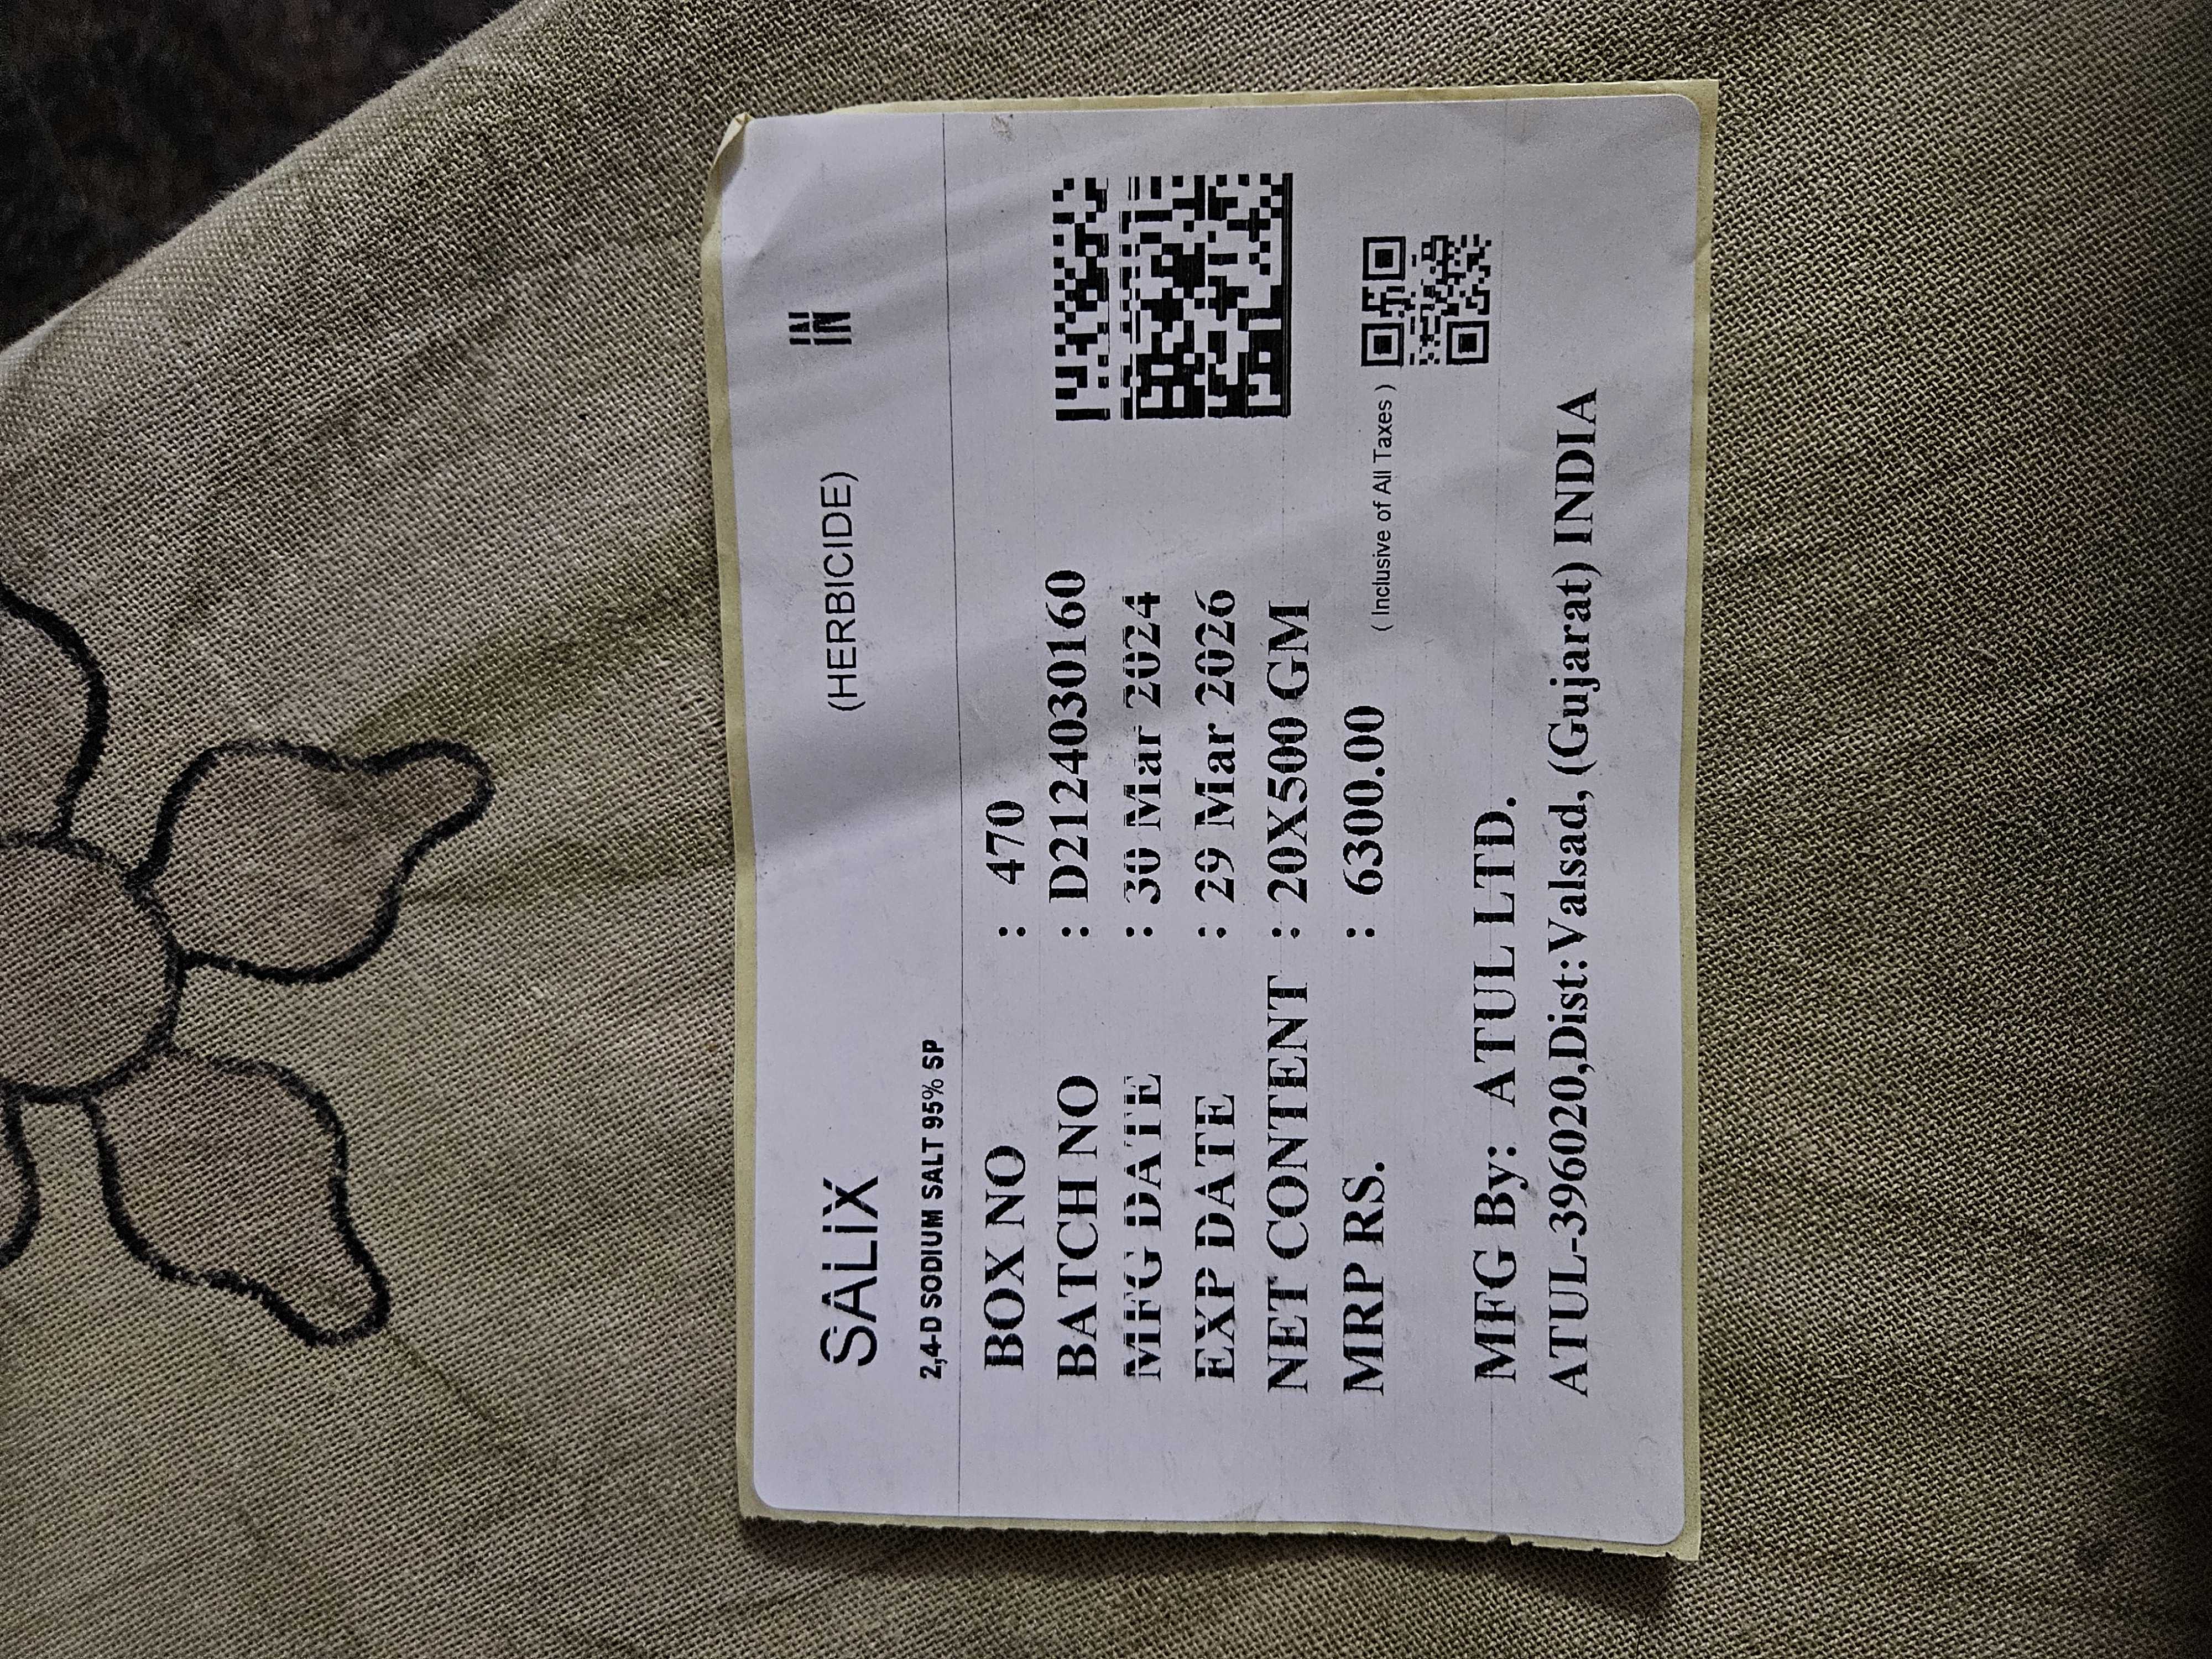 SALiX (HERBICIDE) IN
2,4-D SODIUM SALT 95% SP
BOX NO : 470
BATCH NO : D2124030160
MFG DATE : 30 Mar 2024
EXP DATE : 29 Mar 2026
NET CONTENT : 20X500 GM
MRP RS. : 6300.00 ( Inclusive of All Taxes )
MFG By: ATUL LTD.
ATUL-396020,Dist:Valsad, (Gujarat) INDIA